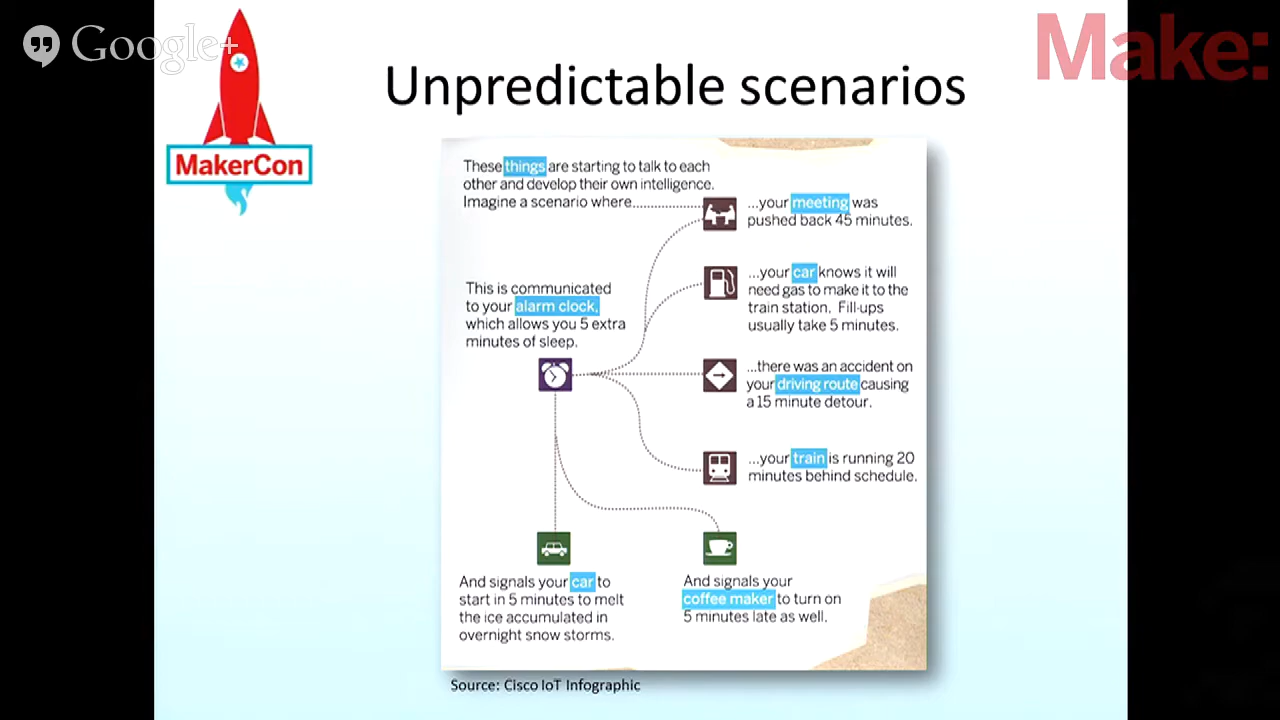 Google+
Make:
MakerCon
Unpredictable scenarios
These things are starting to talk to each
other and develop their own intelligence.
Imagine a scenario where..............
...your meeting was
pushed back 45 minutes.
...your car knows it will
need gas to make it to the
train station. Fill-ups
usually take 5 minutes.
This is communicated
to your alarm clock,
which allows you 5 extra
minutes of sleep.
...there was an accident on
your driving route causing
a 15 minute detour.
...your train is running 20
minutes behind schedule.
And signals your car to
start in 5 minutes to melt
the ice accumulated in
overnight snow storms.
And signals your
coffee maker to turn on
5 minutes late as well.
Source: Cisco IoT Infographic